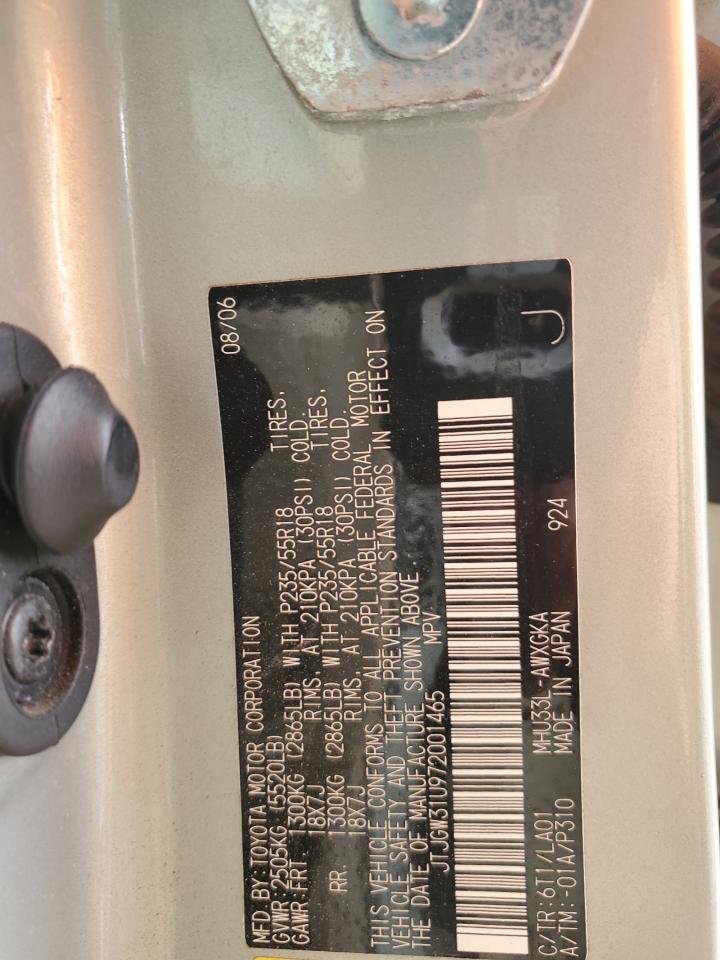 MFD BY:TOYOTA MOTOR CORPORATION 08/06
GVWR:2505KG (5520LB)
GAWR:FRT. 1300KG (2865LB) WITH P235/55R18 TIRES,
18X7J RIMS. AT 210KPA (30PSI) COLD.
RR. 1300KG (2865LB) WITH P235/55R18 TIRES,
18X7J RIMS. AT 210KPA (30PSI) COLD.
THIS VEHICLE CONFORMS TO ALL APPLICABLE FEDERAL MOTOR
VEHICLE SAFETY AND THEFT PREVENTION STANDARDS IN EFFECT ON
THE DATE OF MANUFACTURE SHOWN ABOVE.
JTJGW31U972001465 MPV
C/TR:6T1/LA01 MHU33L-AWXGKA 924 J
A/TM:-01A/P310 MADE IN JAPAN